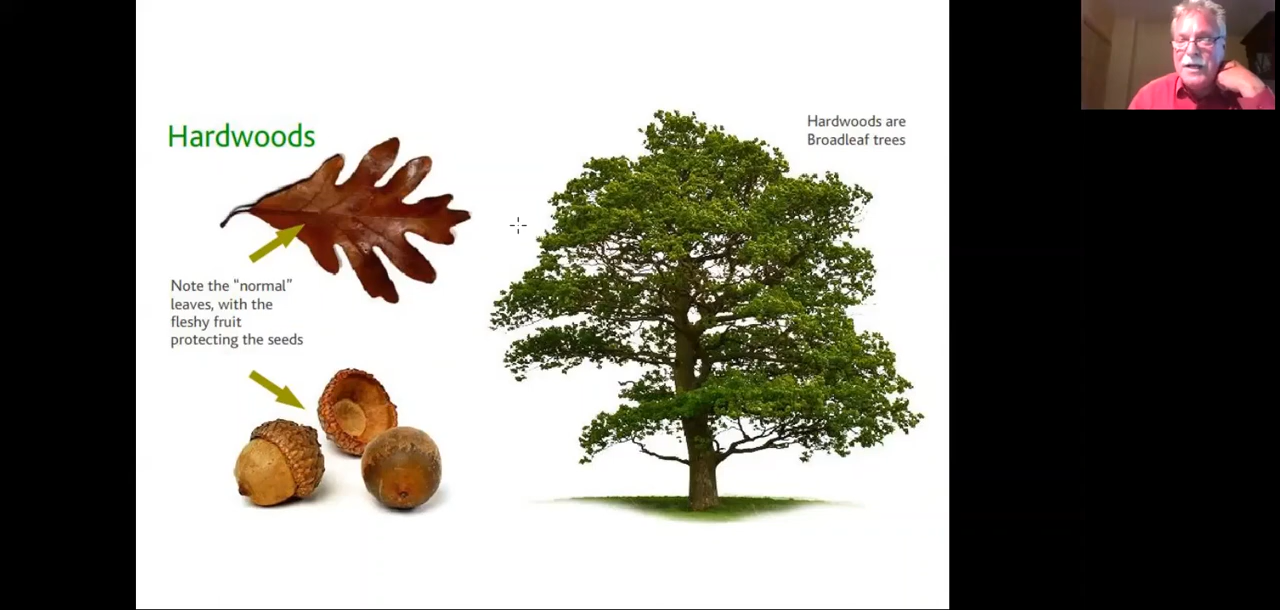 Hardwoods
Hardwoods are
Broadleaf trees
Note the “normal”
leaves, with the
fleshy fruit
protecting the seeds